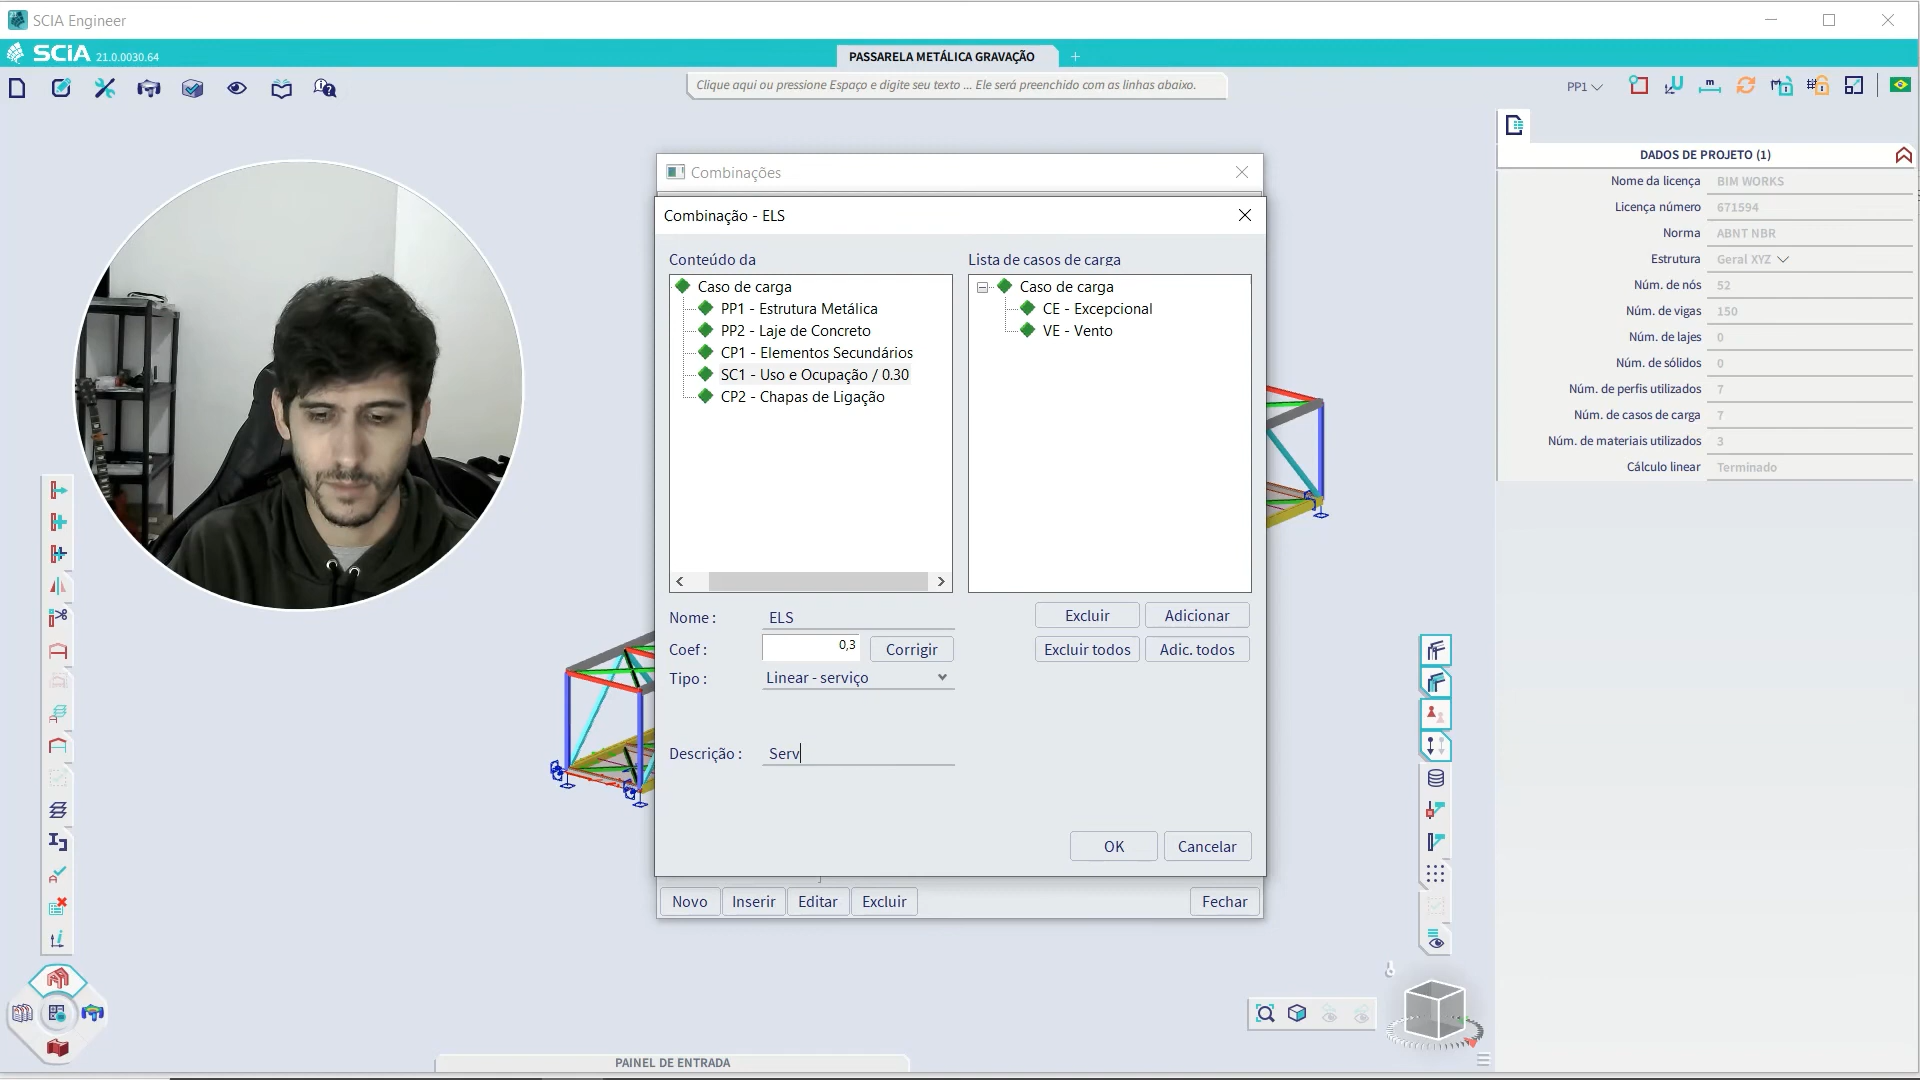 SCIA Engineer
SCIA 21.0.0030.64
PASSARELA METÁLICA GRAVAÇÃO
+
Clique aqui ou pressione Espaço e digite seu texto ... Ele será preenchido com as linhas abaixo.
PP1
Combinações
Combinação - ELS
Conteúdo da
Caso de carga
PP1 - Estrutura Metálica
PP2 - Laje de Concreto
CP1 - Elementos Secundários
SC1 - Uso e Ocupação / 0.30
CP2 - Chapas de Ligação
Lista de casos de carga
Caso de carga
CE - Excepcional
VE - Vento
Nome : ELS
Coef : 0,3 Corrigir
Tipo : Linear - serviço
Descrição : Serv
Excluir Adicionar
Excluir todos Adic. todos
OK Cancelar
Novo Inserir Editar Excluir Fechar
DADOS DE PROJETO (1)
Nome da licença BIM WORKS
Licença número 671594
Norma ABNT NBR
Estrutura Geral XYZ
Núm. de nós 52
Núm. de vigas 150
Núm. de lajes 0
Núm. de sólidos 0
Núm. de perfis utilizados 7
Núm. de casos de carga 7
Núm. de materiais utilizados 3
Cálculo linear Terminado
PAINEL DE ENTRADA